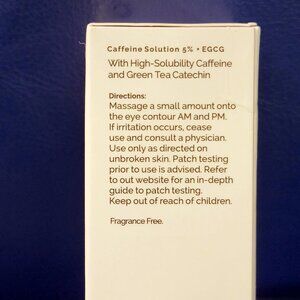 Caffeine Solution 5% + EGCG
With High-Solubility Caffeine
and Green Tea Catechin
Directions:
Massage a small amount onto
the eye contour AM and PM.
If irritation occurs, cease
use and consult a physician.
Use only as directed on
unbroken skin. Patch testing
prior to use is advised. Refer
to out website for an in-depth
guide to patch testing.
Keep out of reach of children.
Fragrance Free.